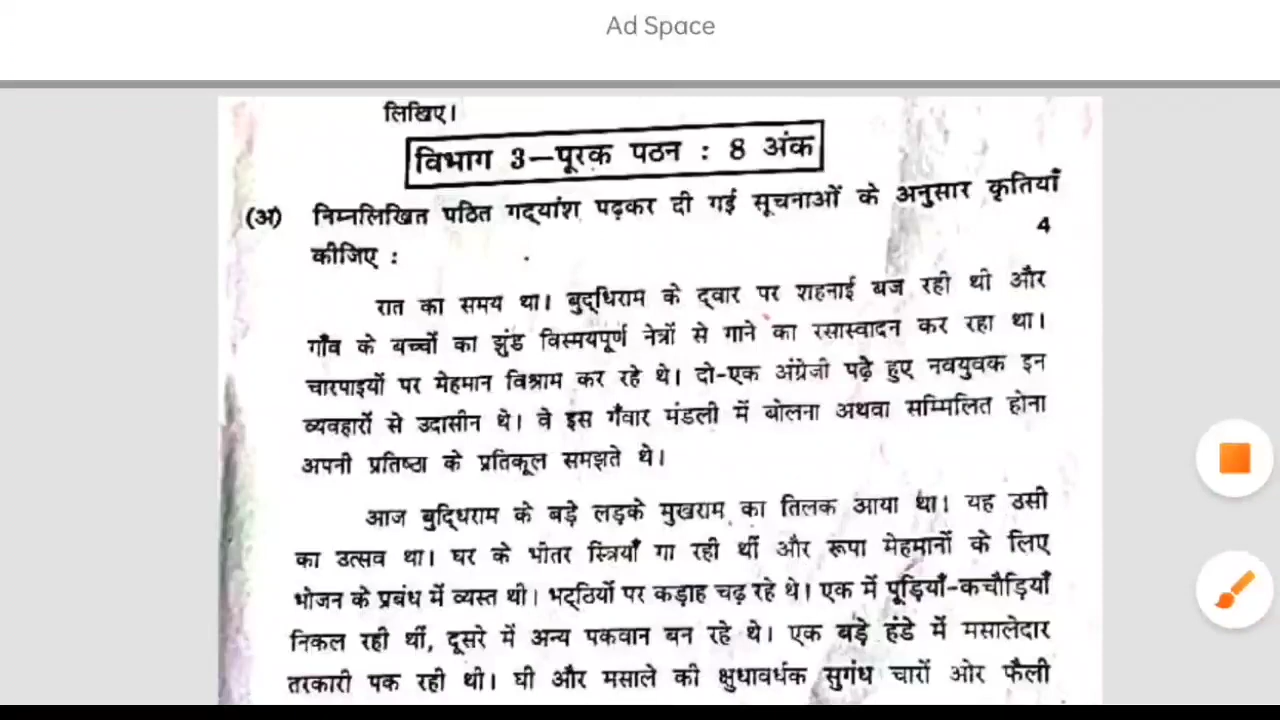 Ad Space
लिखिए।
विभाग 3—पूरक पठन : 8 अंक
(अ) निम्नलिखित पठित गद्यांश पढ़कर दी गई सूचनाओं के अनुसार कृतियाँ
कीजिए : 4
रात का समय था। बुद्धिराम के द्वार पर शहनाई बज रही थी और
गाँव के बच्चों का झुंड विस्मयपूर्ण नेत्रों से गाने का रसास्वादन कर रहा था।
चारपाइयों पर मेहमान विश्राम कर रहे थे। दो-एक अंग्रेजी पढ़े हुए नवयुवक इन
व्यवहारों से उदासीन थे। वे इस गँवार मंडली में बोलना अथवा सम्मिलित होना
अपनी प्रतिष्ठा के प्रतिकूल समझते थे।
आज बुद्धिराम के बड़े लड़के मुखराम का तिलक आया था। यह उसी
का उत्सव था। घर के भीतर स्त्रियाँ गा रही थीं और रूपा मेहमानों के लिए
भोजन के प्रबंध में व्यस्त थी। भट्ठियों पर कड़ाह चढ़ रहे थे। एक में पूड़ियाँ-कचौड़ियाँ
निकल रही थीं, दूसरे में अन्य पकवान बन रहे थे। एक बड़े हंडे में मसालेदार
तरकारी पक रही थी। घी और मसाले की क्षुधावर्धक सुगंध चारों ओर फैली